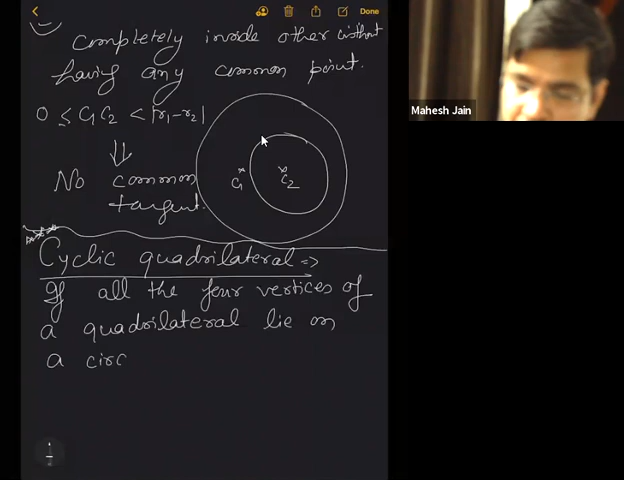 Done
completely inside other without
having any common point.
0 ≤ C₁C₂ < |r₁-r₂|
⇓
No common
tangent.
C₁ C₂
Cyclic quadrilateral ⇒
If all the four vertices of
a quadrilateral lie on
a circ
Mahesh Jain